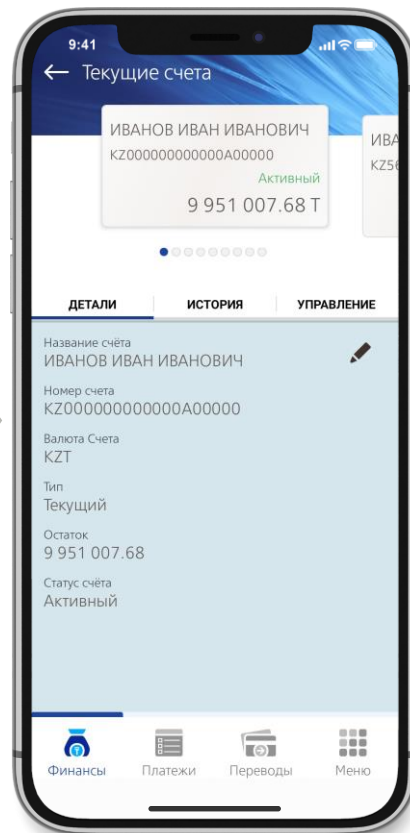 9:41
← Текущие счета
ИВАНОВ ИВАН ИВАНОВИЧ
KZ000000000000A00000
Активный
9 951 007.68 T
ИВА
KZ56
ДЕТАЛИ
ИСТОРИЯ
УПРАВЛЕНИЕ
Название счёта
ИВАНОВ ИВАН ИВАНОВИЧ
Номер счета
KZ000000000000A00000
Валюта Счета
KZT
Тип
Текущий
Остаток
9 951 007.68
Статус счёта
Активный
Финансы
Платежи
Переводы
Меню